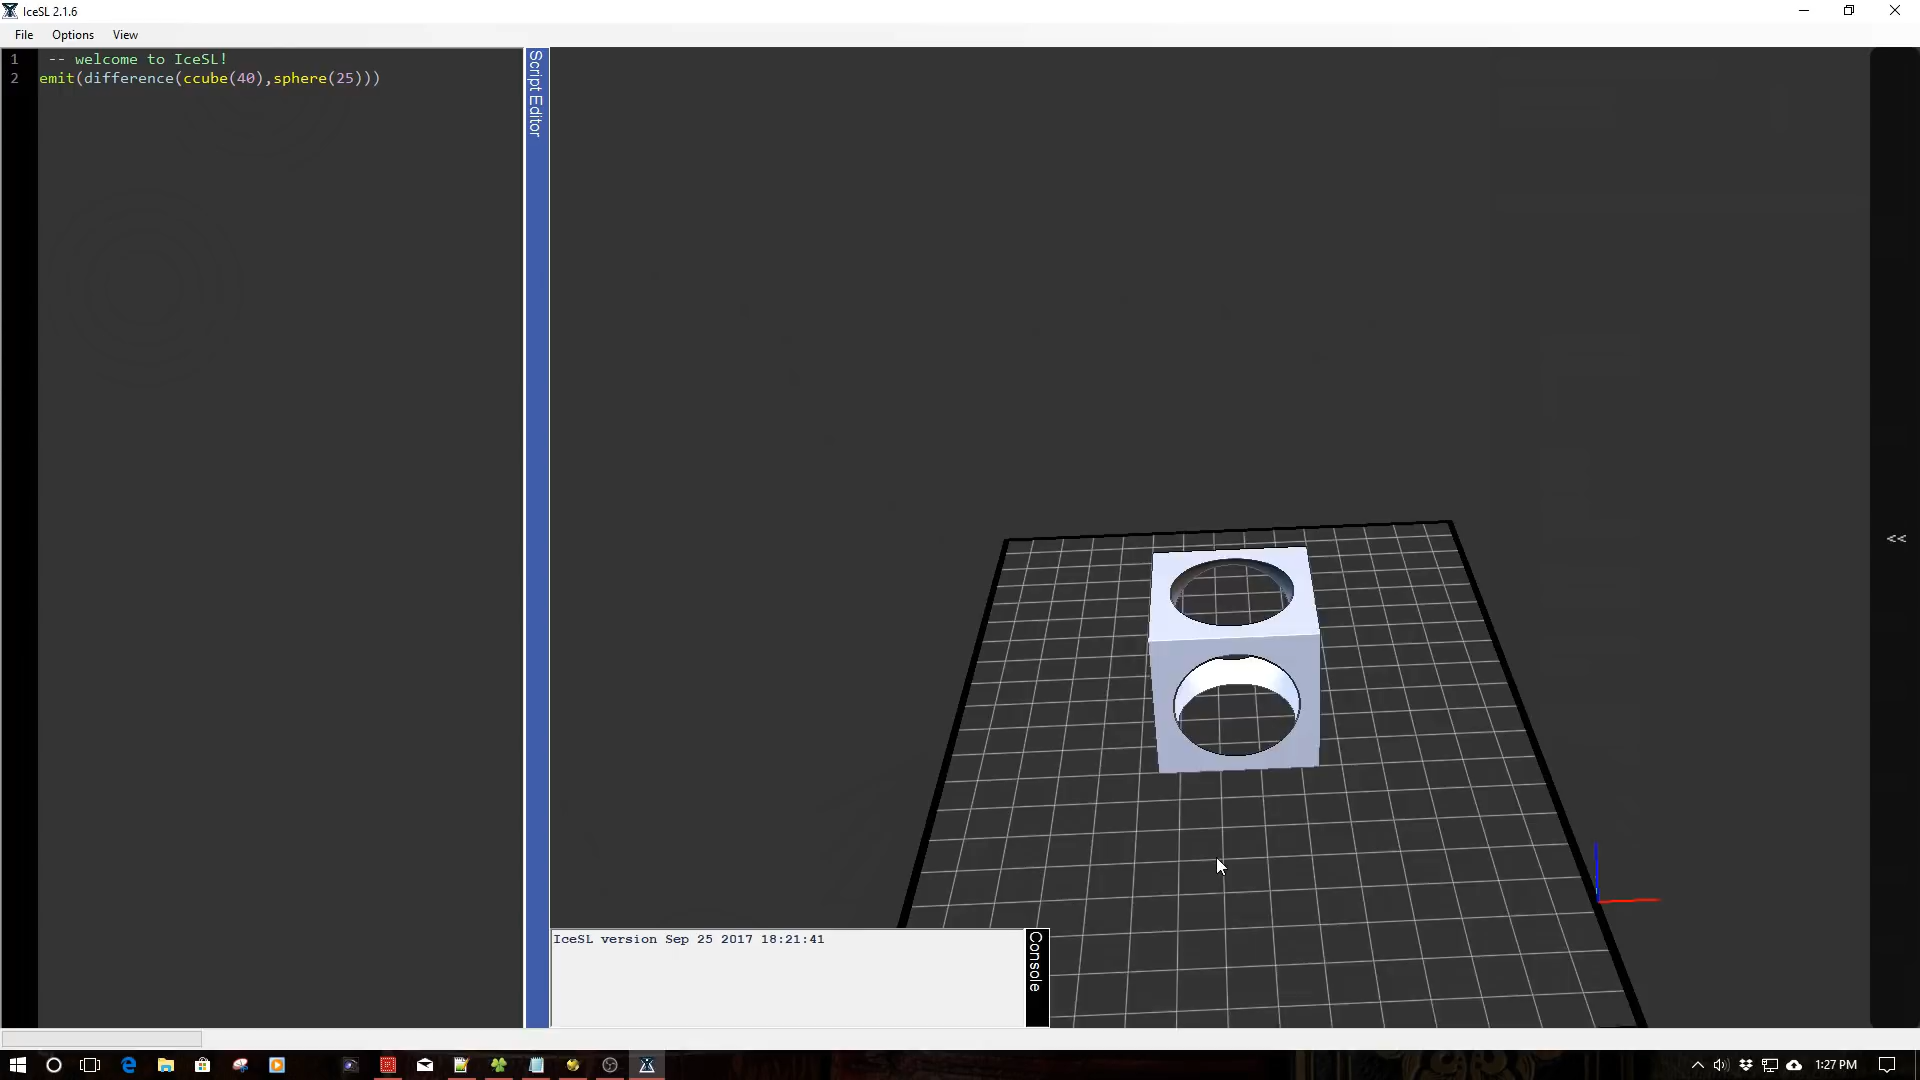 IceSL 2.1.6
File Options View
1 -- welcome to IceSL!
2 emit(difference(ccube(40),sphere(25)))
Script Editor
<<
IceSL version Sep 25 2017 18:21:41
Console
1:27 PM